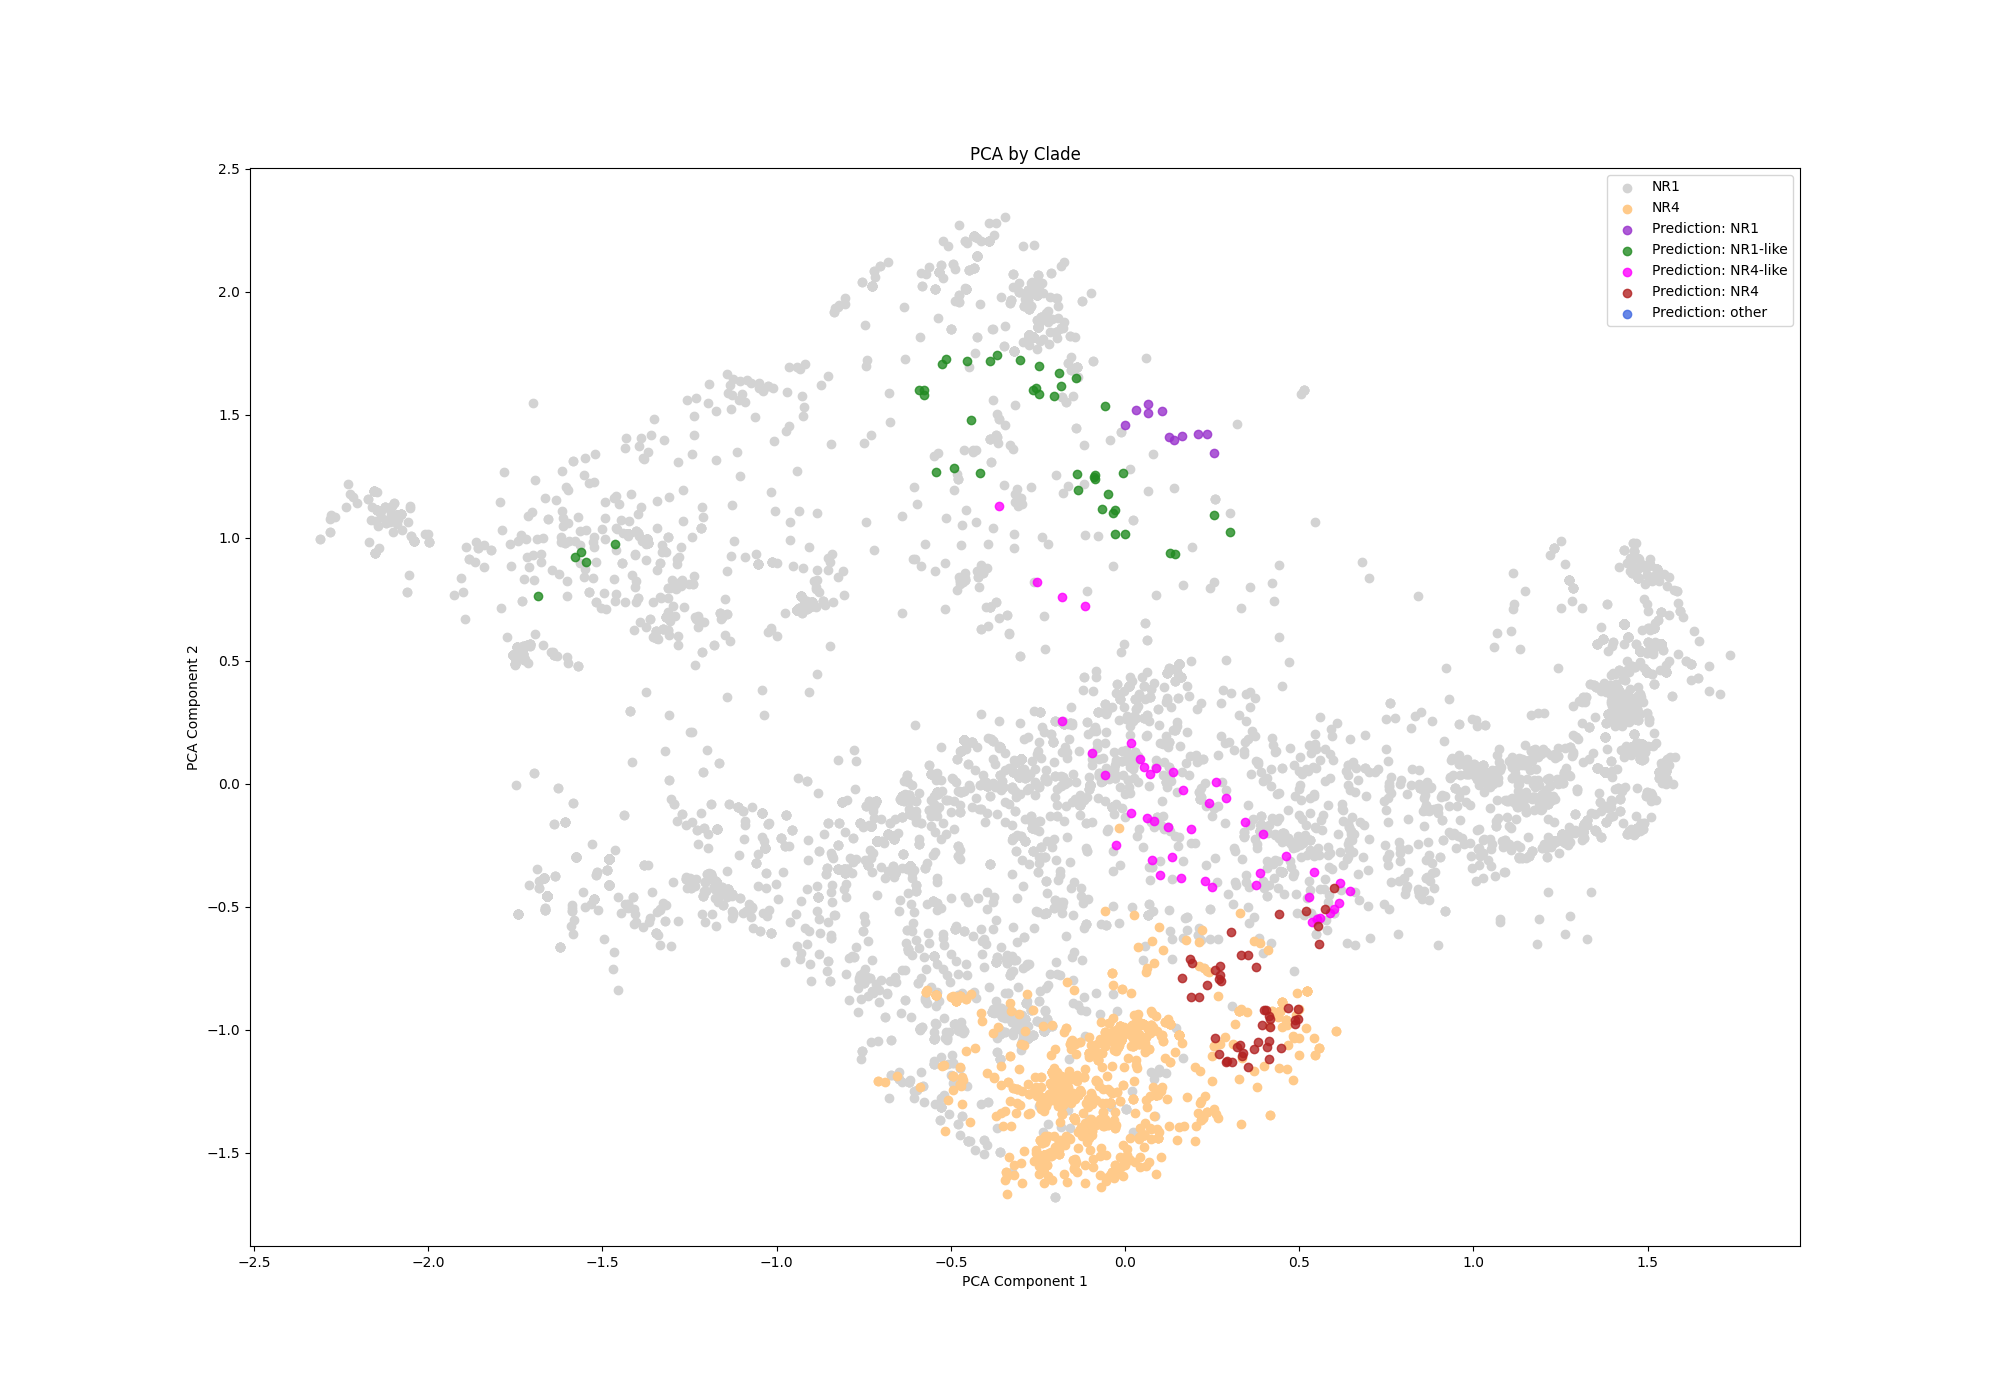 PCA by Clade
2.5
2.0
1.5
1.0
0.5
0.0
−0.5
−1.0
−1.5
PCA Component 2
NR1
NR4
Prediction: NR1
Prediction: NR1-like
Prediction: NR4-like
Prediction: NR4
Prediction: other
−2.5 −2.0 −1.5 −1.0 −0.5 0.0 0.5 1.0 1.5
PCA Component 1